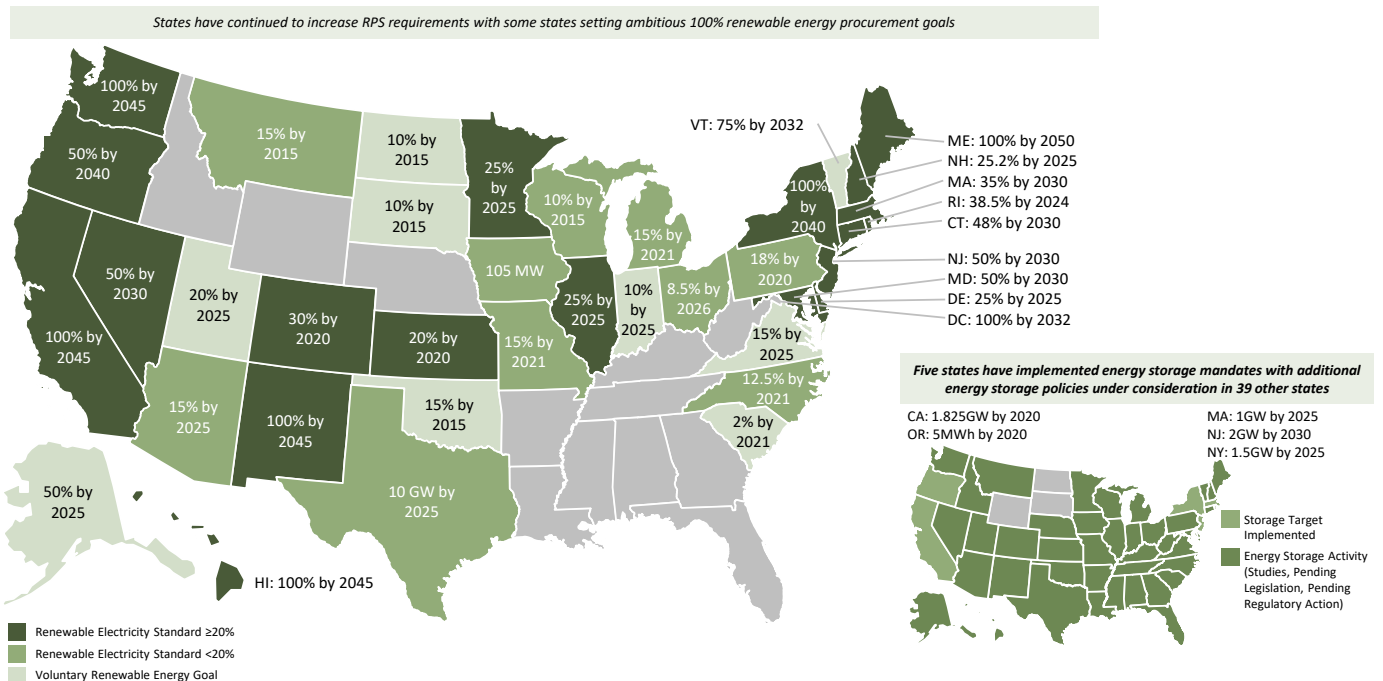 States have continued to increase RPS requirements with some states setting ambitious 100% renewable energy procurement goals
100% by
2045
50% by
2040
15% by
2015
10% by
2015
10% by
2015
25%
by
2025
10% by
2015
15% by
2021
100%
by
2040
VT: 75% by 2032
ME: 100% by 2050
NH: 25.2% by 2025
MA: 35% by 2030
RI: 38.5% by 2024
CT: 48% by 2030
NJ: 50% by 2030
MD: 50% by 2030
DE: 25% by 2025
DC: 100% by 2032
100% by
2045
50% by
2030
20% by
2025
30% by
2020
20% by
2020
105 MW
15% by
2021
25% by
2025
10%
by
2025
8.5% by
2026
18% by
2020
15% by
2025
12.5% by
2021
2% by
2021
15% by
2025
100% by
2045
15% by
2015
10 GW by
2025
50% by
2025
HI: 100% by 2045
Renewable Electricity Standard ≥20%
Renewable Electricity Standard <20%
Voluntary Renewable Energy Goal
Five states have implemented energy storage mandates with additional
energy storage policies under consideration in 39 other states
CA: 1.825GW by 2020
OR: 5MWh by 2020
MA: 1GW by 2025
NJ: 2GW by 2030
NY: 1.5GW by 2025
Storage Target
Implemented
Energy Storage Activity
(Studies, Pending
Legislation, Pending
Regulatory Action)